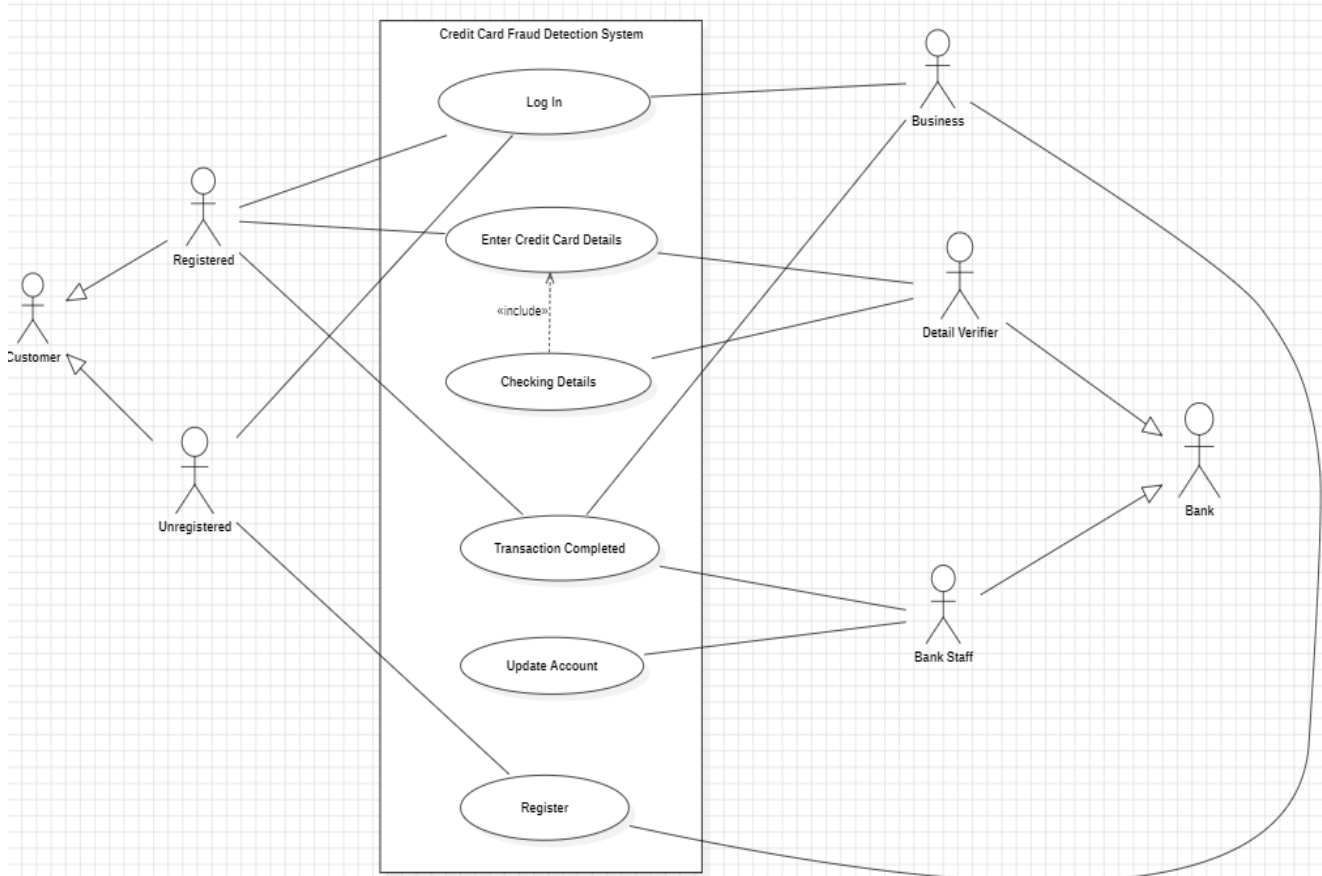 Credit Card Fraud Detection System
Log In
Business
Registered
Enter Credit Card Details
Detail Verifier
«include»
Customer
Checking Details
Unregistered
Bank
Transaction Completed
Update Account
Bank Staff
Register